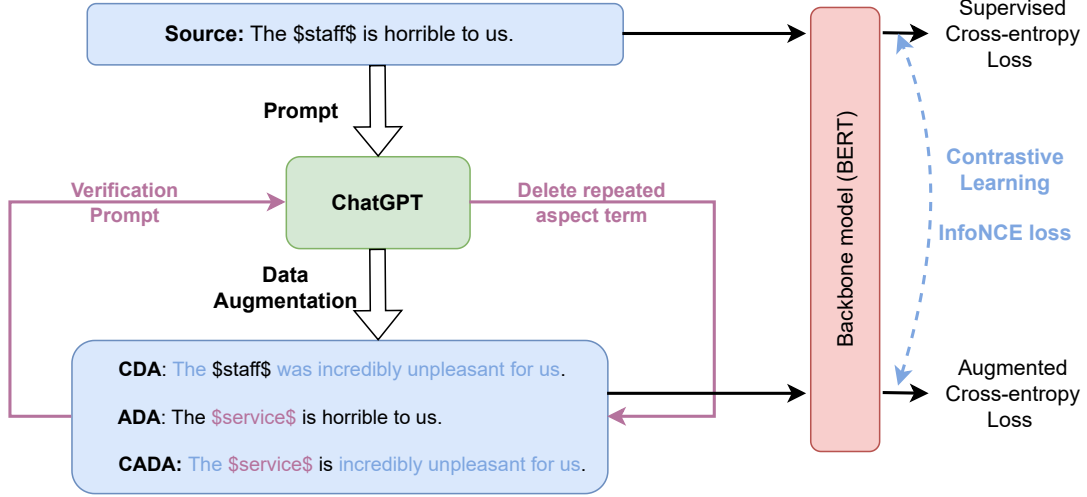 Source: The $staff$ is horrible to us.
Supervised
Cross-entropy
Loss
Prompt
Verification
Prompt
ChatGPT
Delete repeated
aspect term
Backbone model (BERT)
Contrastive
Learning
InfoNCE loss
Data
Augmentation
CDA: The $staff$ was incredibly unpleasant for us.
ADA: The $service$ is horrible to us.
CADA: The $service$ is incredibly unpleasant for us.
Augmented
Cross-entropy
Loss